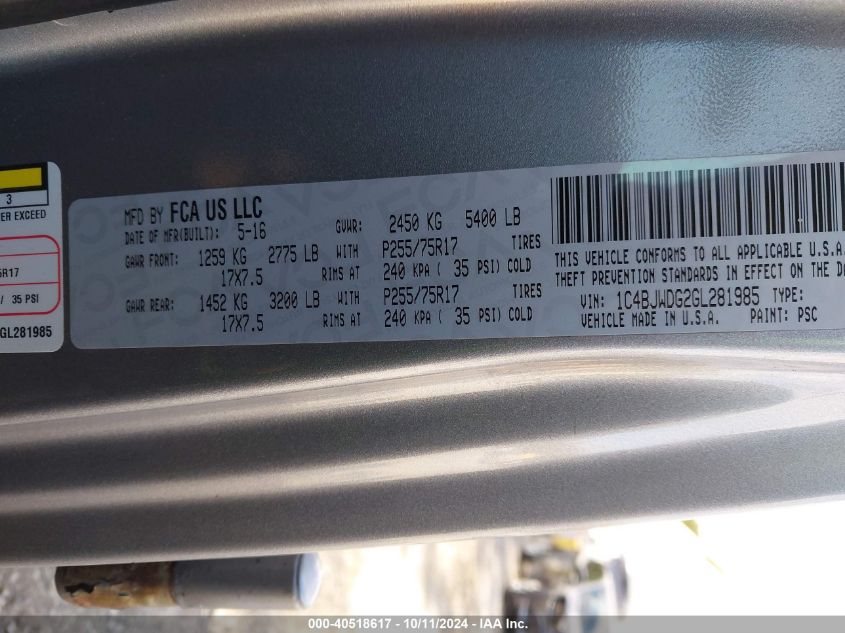 3
ER EXCEED
5R17
/ 35 PSI
GL281985
MFD BY FCA US LLC
DATE OF MFR(BUILT): 5-16
GVWR: 2450 KG 5400 LB
GAWR FRONT: 1259 KG 2775 LB WITH P255/75R17 TIRES
17X7.5 RIMS AT 240 KPA ( 35 PSI) COLD
GAWR REAR: 1452 KG 3200 LB WITH P255/75R17 TIRES
17X7.5 RIMS AT 240 KPA ( 35 PSI) COLD
THIS VEHICLE CONFORMS TO ALL APPLICABLE U.S.A.
THEFT PREVENTION STANDARDS IN EFFECT ON THE DA
VIN: 1C4BJWDG2GL281985 TYPE:
VEHICLE MADE IN U.S.A. PAINT: PSC
000-40518617 - 10/11/2024 - IAA Inc.